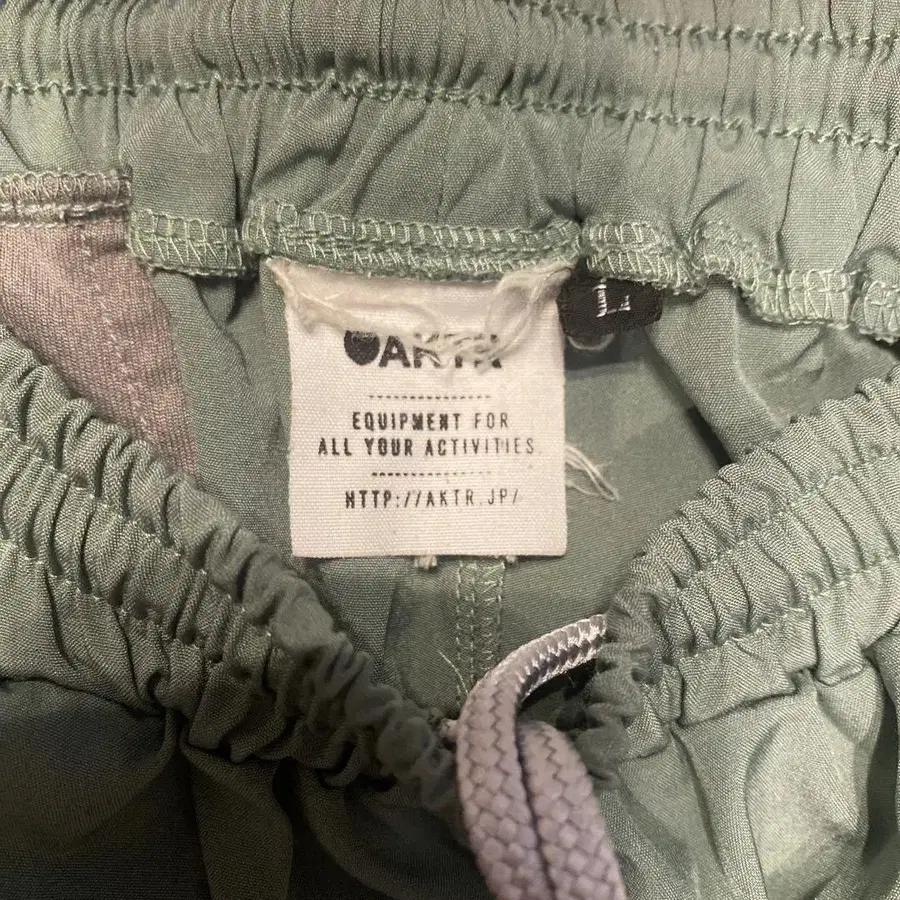 AKTR
EQUIPMENT FOR
ALL YOUR ACTIVITIES
HTTP://AKTR.JP/